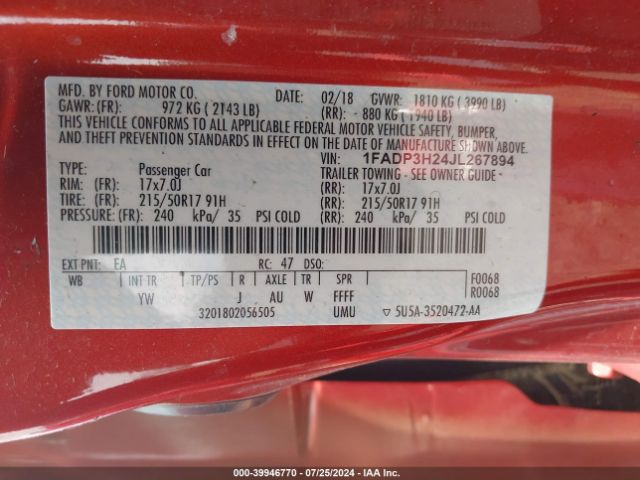 MFD. BY FORD MOTOR CO. DATE: 02/18 GVWR: 1810 KG ( 3990 LB)
GAWR: (FR): 972 KG ( 2143 LB) (RR): 880 KG ( 1940 LB)
THIS VEHICLE CONFORMS TO ALL APPLICABLE FEDERAL MOTOR VEHICLE SAFETY, BUMPER,
AND THEFT PREVENTION STANDARDS IN EFFECT ON THE DATE OF MANUFACTURE SHOWN ABOVE.
VIN: 1FADP3H24JL267894
TYPE: Passenger Car TRAILER TOWING - SEE OWNER GUIDE -
RIM: (FR): 17x7.0J (RR): 17x7.0J
TIRE: (FR): 215/50R17 91H (RR): 215/50R17 91H
PRESSURE: (FR): 240 kPa/ 35 PSI COLD (RR): 240 kPa/ 35 PSI COLD
EXT PNT: EA RC: 47 DSO:
WB INT TR TP/PS R AXLE TR SPR F0068
YW J AU W FFFF R0068
3201802056505 UMU ▽ 5U5A-3520472-AA
000-39946770 - 07/25/2024 - IAA Auctions